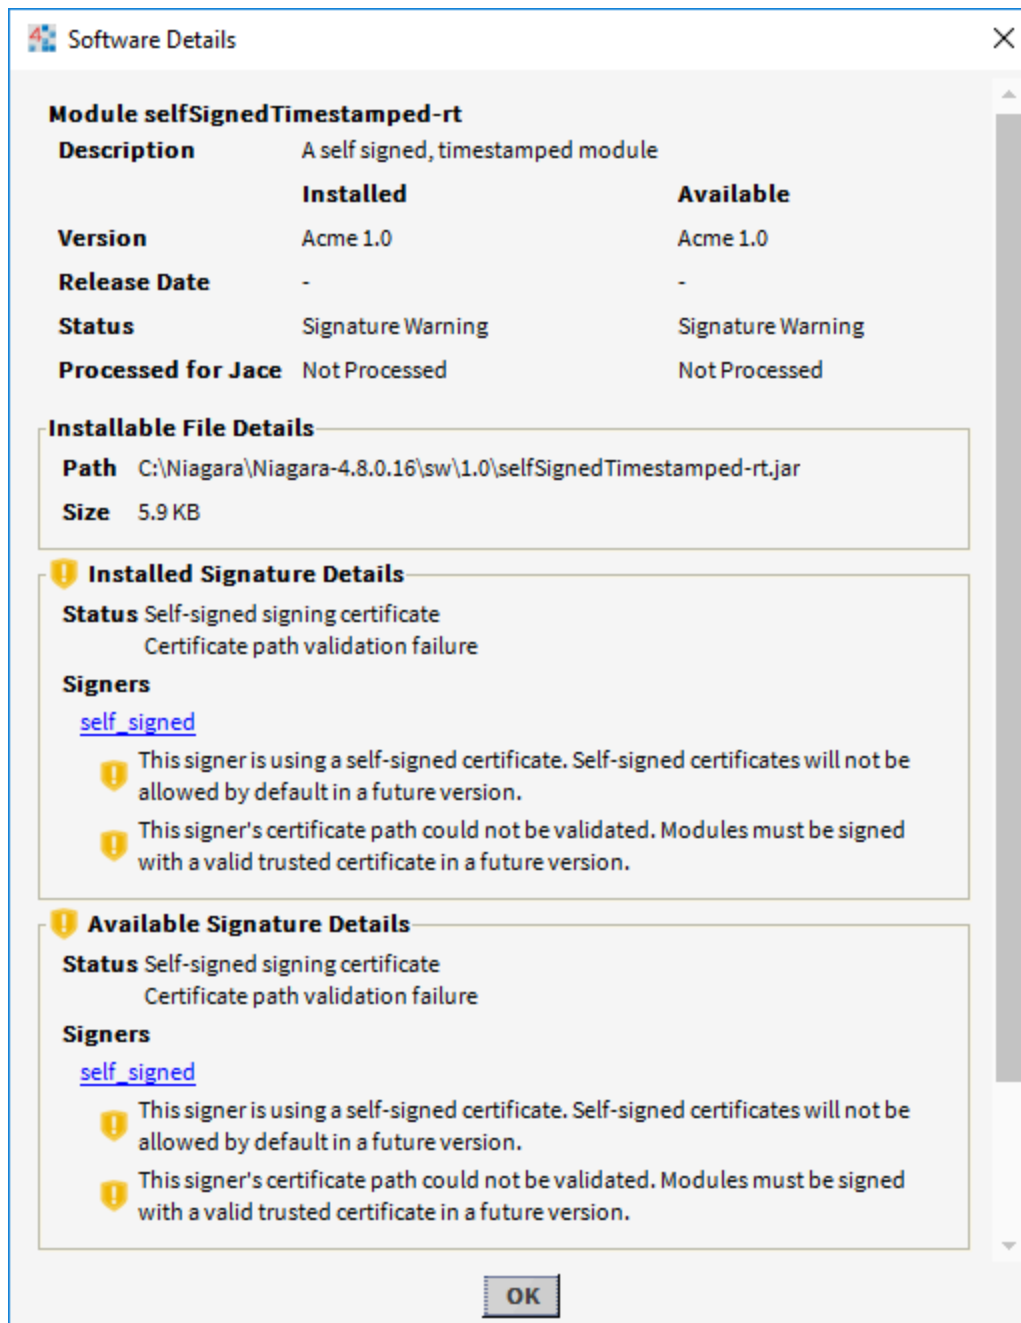 Software Details
Module selfSignedTimestamped-rt
Description A self signed, timestamped module
Installed Available
Version Acme 1.0 Acme 1.0
Release Date - -
Status Signature Warning Signature Warning
Processed for Jace Not Processed Not Processed
Installable File Details
Path C:\Niagara\Niagara-4.8.0.16\sw\1.0\selfSignedTimestamped-rt.jar
Size 5.9 KB
Installed Signature Details
Status Self-signed signing certificate
Certificate path validation failure
Signers
self_signed
This signer is using a self-signed certificate. Self-signed certificates will not be
allowed by default in a future version.
This signer's certificate path could not be validated. Modules must be signed
with a valid trusted certificate in a future version.
Available Signature Details
Status Self-signed signing certificate
Certificate path validation failure
Signers
self_signed
This signer is using a self-signed certificate. Self-signed certificates will not be
allowed by default in a future version.
This signer's certificate path could not be validated. Modules must be signed
with a valid trusted certificate in a future version.
OK